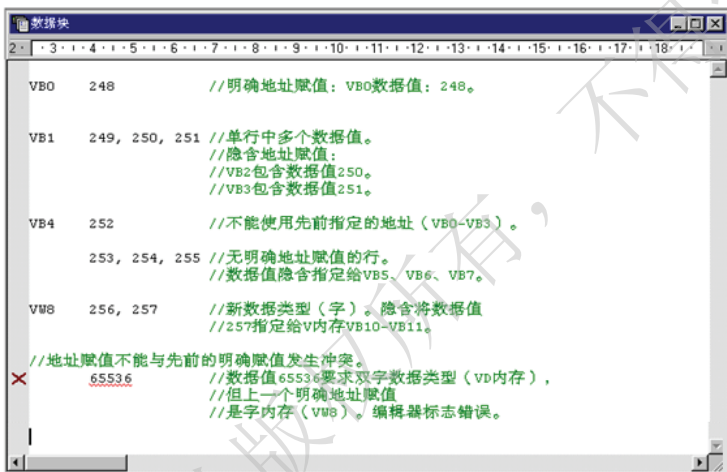 数据块
2 · · 3 · ı · 4 · ı · 5 · ı · 6 · ı · 7 · ı · 8 · ı · 9 · ı · 10 · ı · 11 · ı · 12 · ı · 13 · ı · 14 · ı · 15 · ı · 16 · ı · 17 · ı · 18 · ı
VB0 248 //明确地址赋值：VB0数据值：248。
VB1 249, 250, 251 //单行中多个数据值。
//隐含地址赋值：
//VB2包含数据值250。
//VB3包含数据值251。
VB4 252 //不能使用先前指定的地址（VB0-VB3）。
253, 254, 255 //无明确地址赋值的行。
//数据值隐含指定给VB5、VB6、VB7。
VW8 256, 257 //新数据类型（字）。隐含将数据值
//257指定给V内存VB10-VB11。
//地址赋值不能与先前的明确赋值发生冲突。
65536 //数据值65536要求双字数据类型（VD内存），
//但上一个明确地址赋值
//是字内存（VW8）。编辑器标志错误。
版权所有，不得